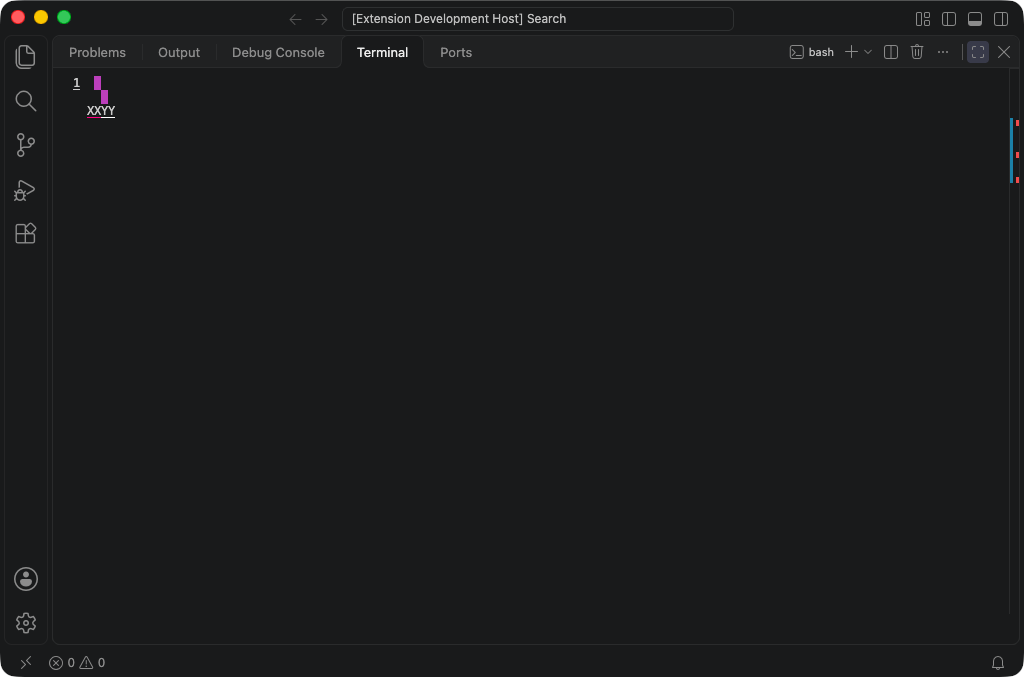 [Extension Development Host] Search
Problems Output Debug Console Terminal Ports bash
1
XXYY
0 0